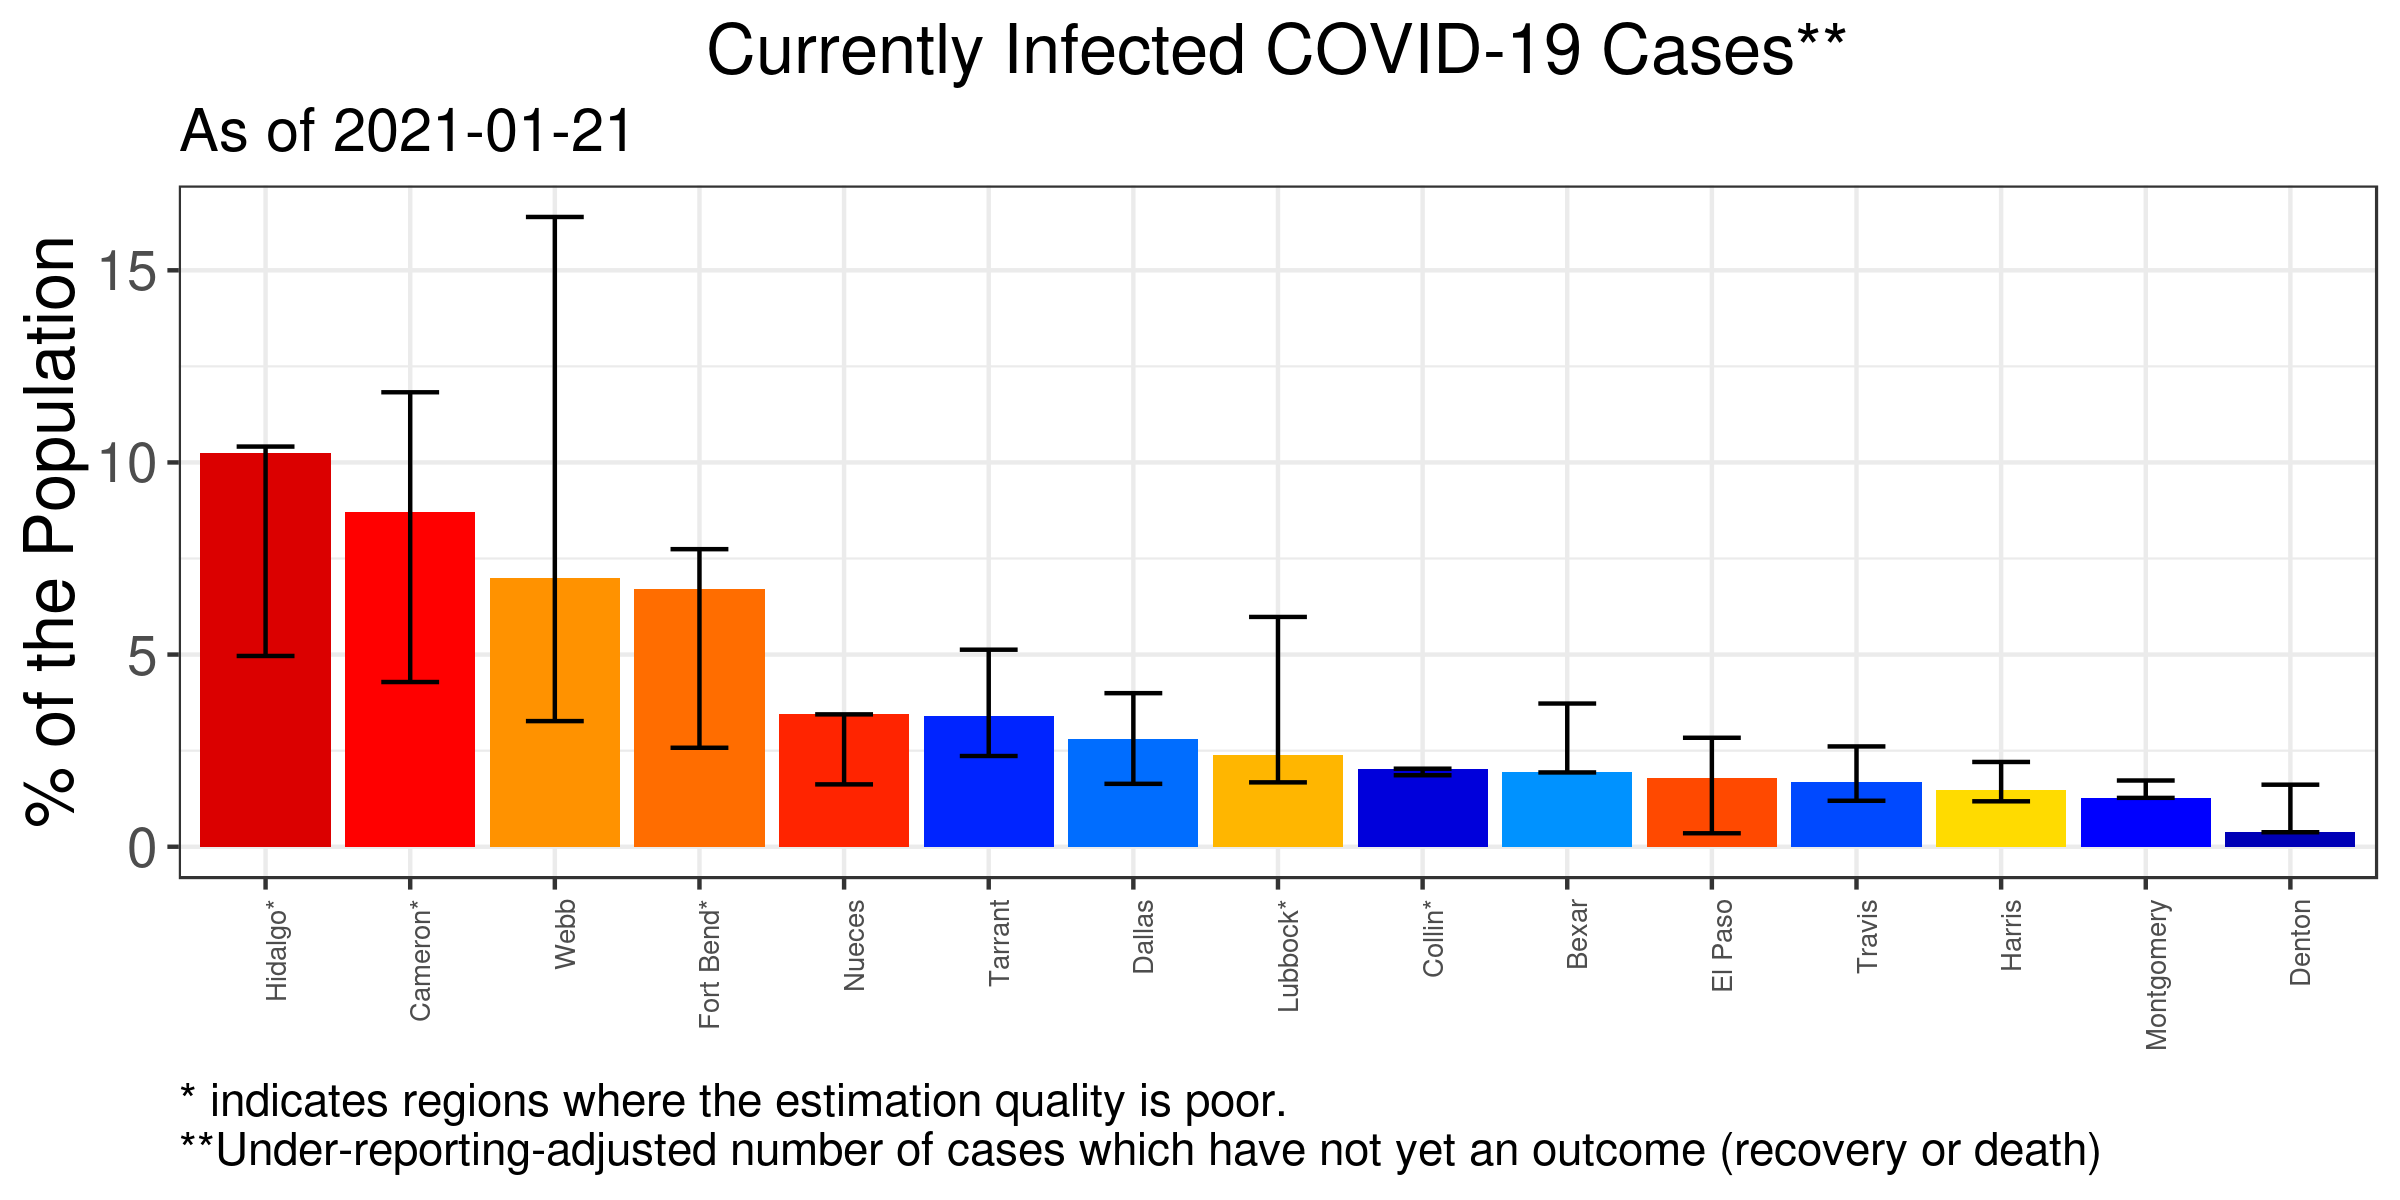 Currently Infected COVID-19 Cases**
As of 2021-01-21
% of the Population
15
10
5
0
Hidalgo*
Cameron*
Webb
Fort Bend*
Nueces
Tarrant
Dallas
Lubbock*
Collin*
Bexar
El Paso
Travis
Harris
Montgomery
Denton
* indicates regions where the estimation quality is poor.
**Under-reporting-adjusted number of cases which have not yet an outcome (recovery or death)